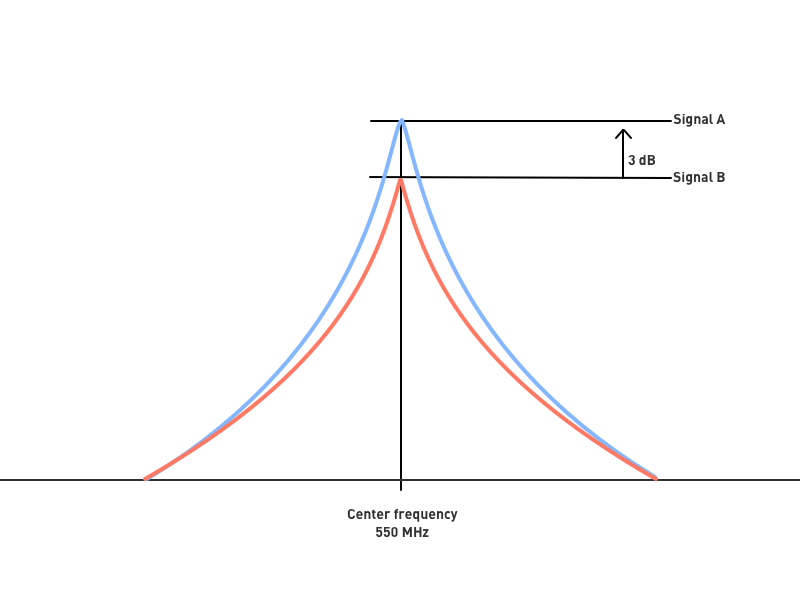 Signal A
3 dB
Signal B
Center frequency
550 MHz